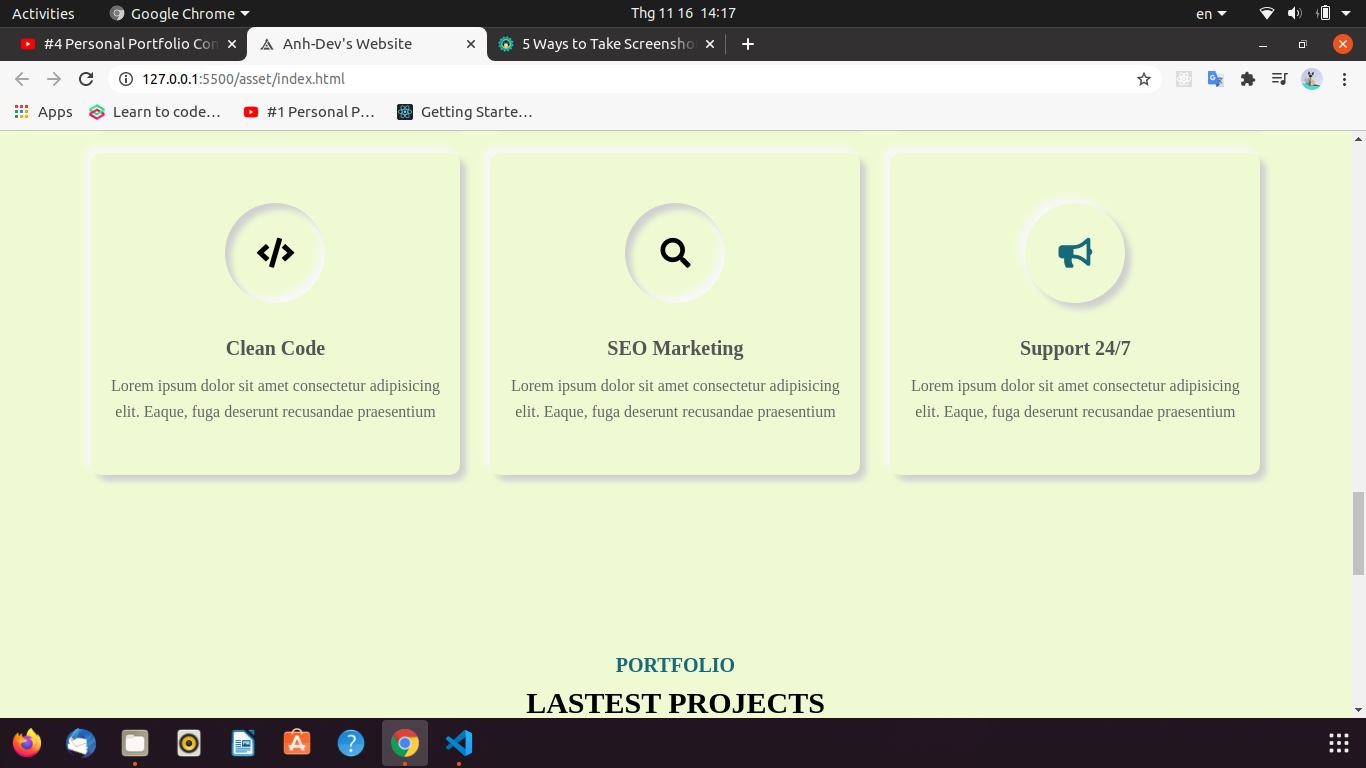 Activities
Google Chrome
Thg 11 16 14:17
en
#4 Personal Portfolio Con
Anh-Dev's Website
5 Ways to Take Screensho
127.0.0.1:5500/asset/index.html
Apps
Learn to code…
#1 Personal P…
Getting Starte…
Clean Code
Lorem ipsum dolor sit amet consectetur adipisicing
elit. Eaque, fuga deserunt recusandae praesentium
SEO Marketing
Lorem ipsum dolor sit amet consectetur adipisicing
elit. Eaque, fuga deserunt recusandae praesentium
Support 24/7
Lorem ipsum dolor sit amet consectetur adipisicing
elit. Eaque, fuga deserunt recusandae praesentium
PORTFOLIO
LASTEST PROJECTS